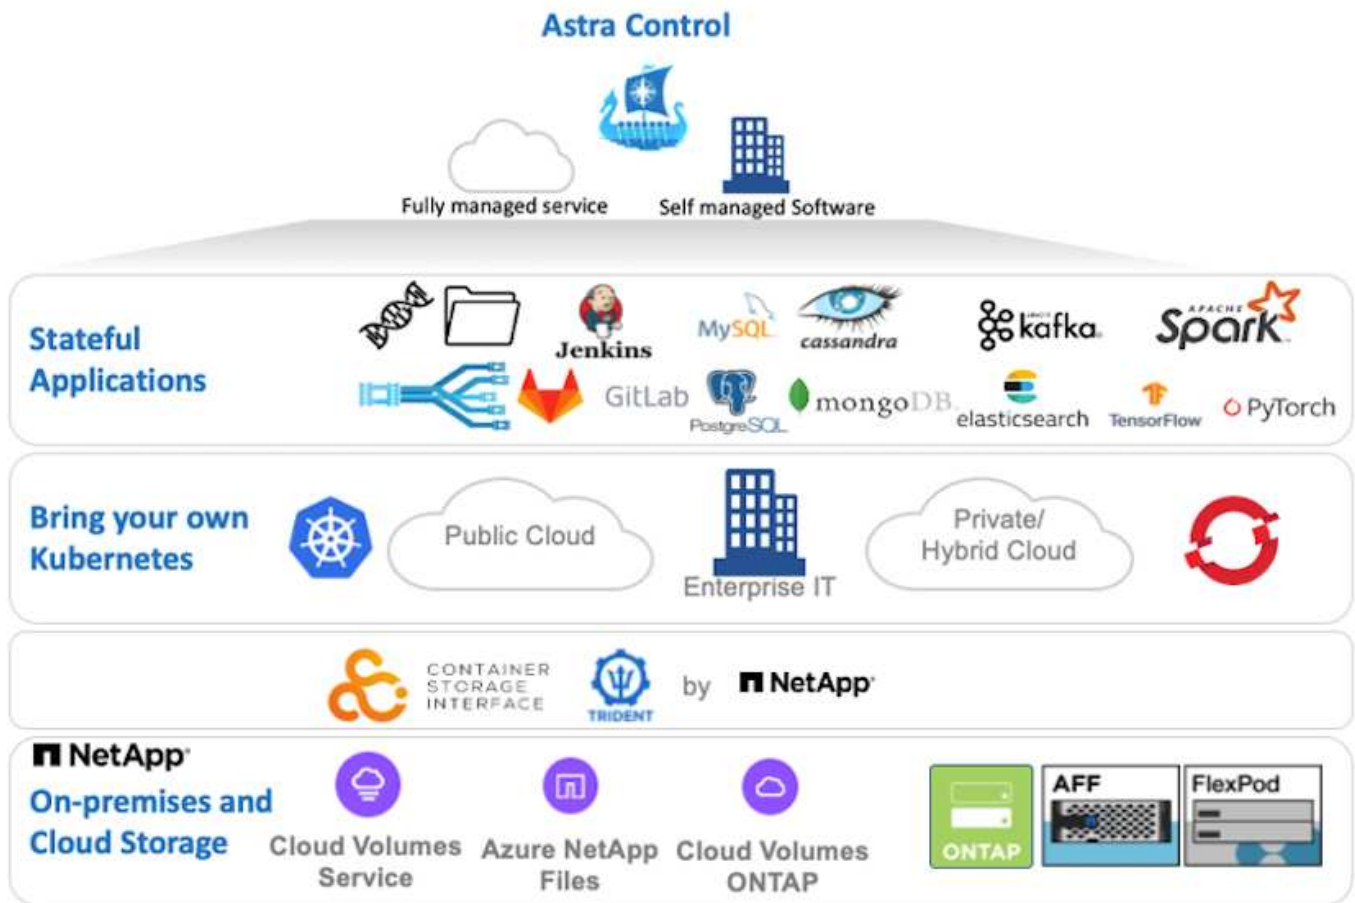 Astra Control
Fully managed service
Self managed Software
Stateful
Applications
Jenkins
MySQL
cassandra
kafka
APACHE
Spark
GitLab
PostgreSQL
mongoDB
elasticsearch
TensorFlow
PyTorch
Bring your own
Kubernetes
Public Cloud
Enterprise IT
Private/
Hybrid Cloud
CONTAINER
STORAGE
INTERFACE
TRIDENT
by
NetApp
NetApp
On-premises and
Cloud Storage
Cloud Volumes
Service
Azure NetApp
Files
Cloud Volumes
ONTAP
ONTAP
AFF
FlexPod